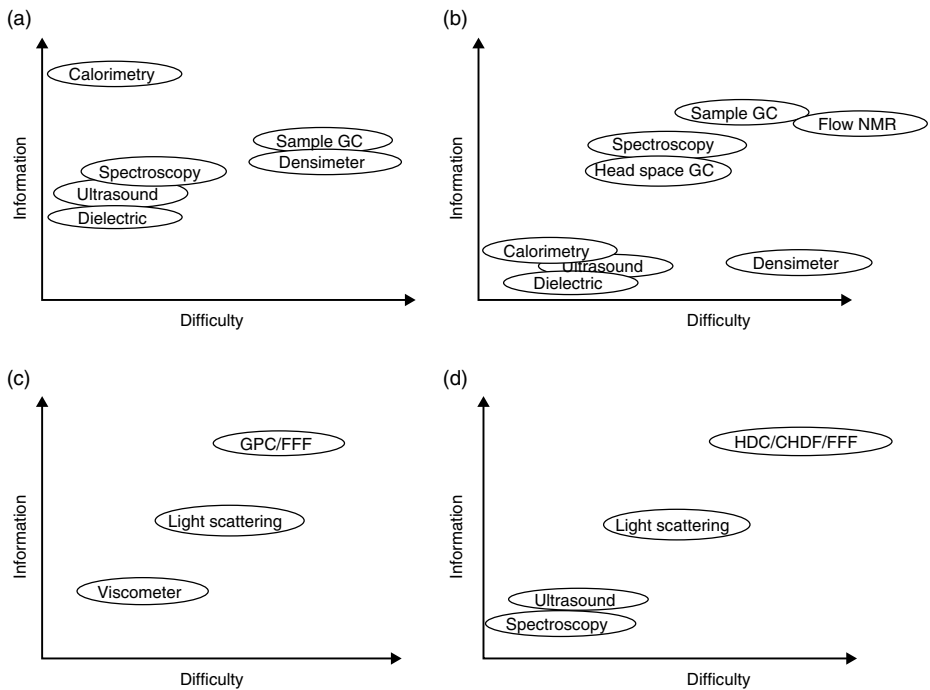 (a)
Information
Calorimetry
Sample GC
Densimeter
Spectroscopy
Ultrasound
Dielectric
Difficulty
(b)
Information
Sample GC
Flow NMR
Spectroscopy
Head space GC
Calorimetry
Ultrasound
Densimeter
Dielectric
Difficulty
(c)
Information
GPC/FFF
Light scattering
Viscometer
Difficulty
(d)
Information
HDC/CHDF/FFF
Light scattering
Ultrasound
Spectroscopy
Difficulty